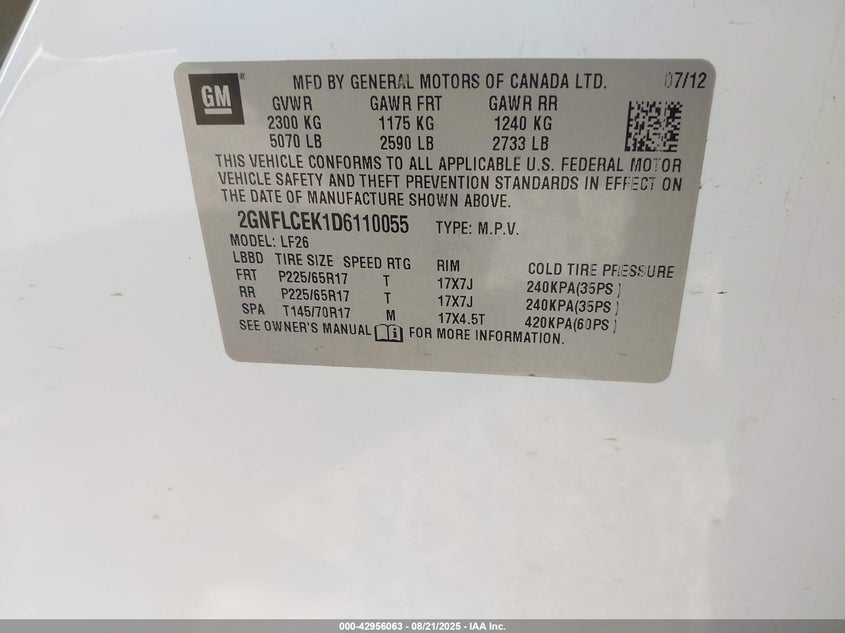 GM ® MFD BY GENERAL MOTORS OF CANADA LTD. 07/12
GVWR GAWR FRT GAWR RR
2300 KG 1175 KG 1240 KG
5070 LB 2590 LB 2733 LB
THIS VEHICLE CONFORMS TO ALL APPLICABLE U.S. FEDERAL MOTOR
VEHICLE SAFETY AND THEFT PREVENTION STANDARDS IN EFFECT ON
THE DATE OF MANUFACTURE SHOWN ABOVE.
2GNFLCEK1D6110055 TYPE: M.P.V.
MODEL: LF26
LBBD TIRE SIZE SPEED RTG RIM COLD TIRE PRESSURE
FRT P225/65R17 T 17X7J 240KPA(35PS )
RR P225/65R17 T 17X7J 240KPA(35PS )
SPA T145/70R17 M 17X4.5T 420KPA(60PS )
SEE OWNER'S MANUAL FOR MORE INFORMATION.
000-42956063 - 08/21/2025 - IAA Inc.